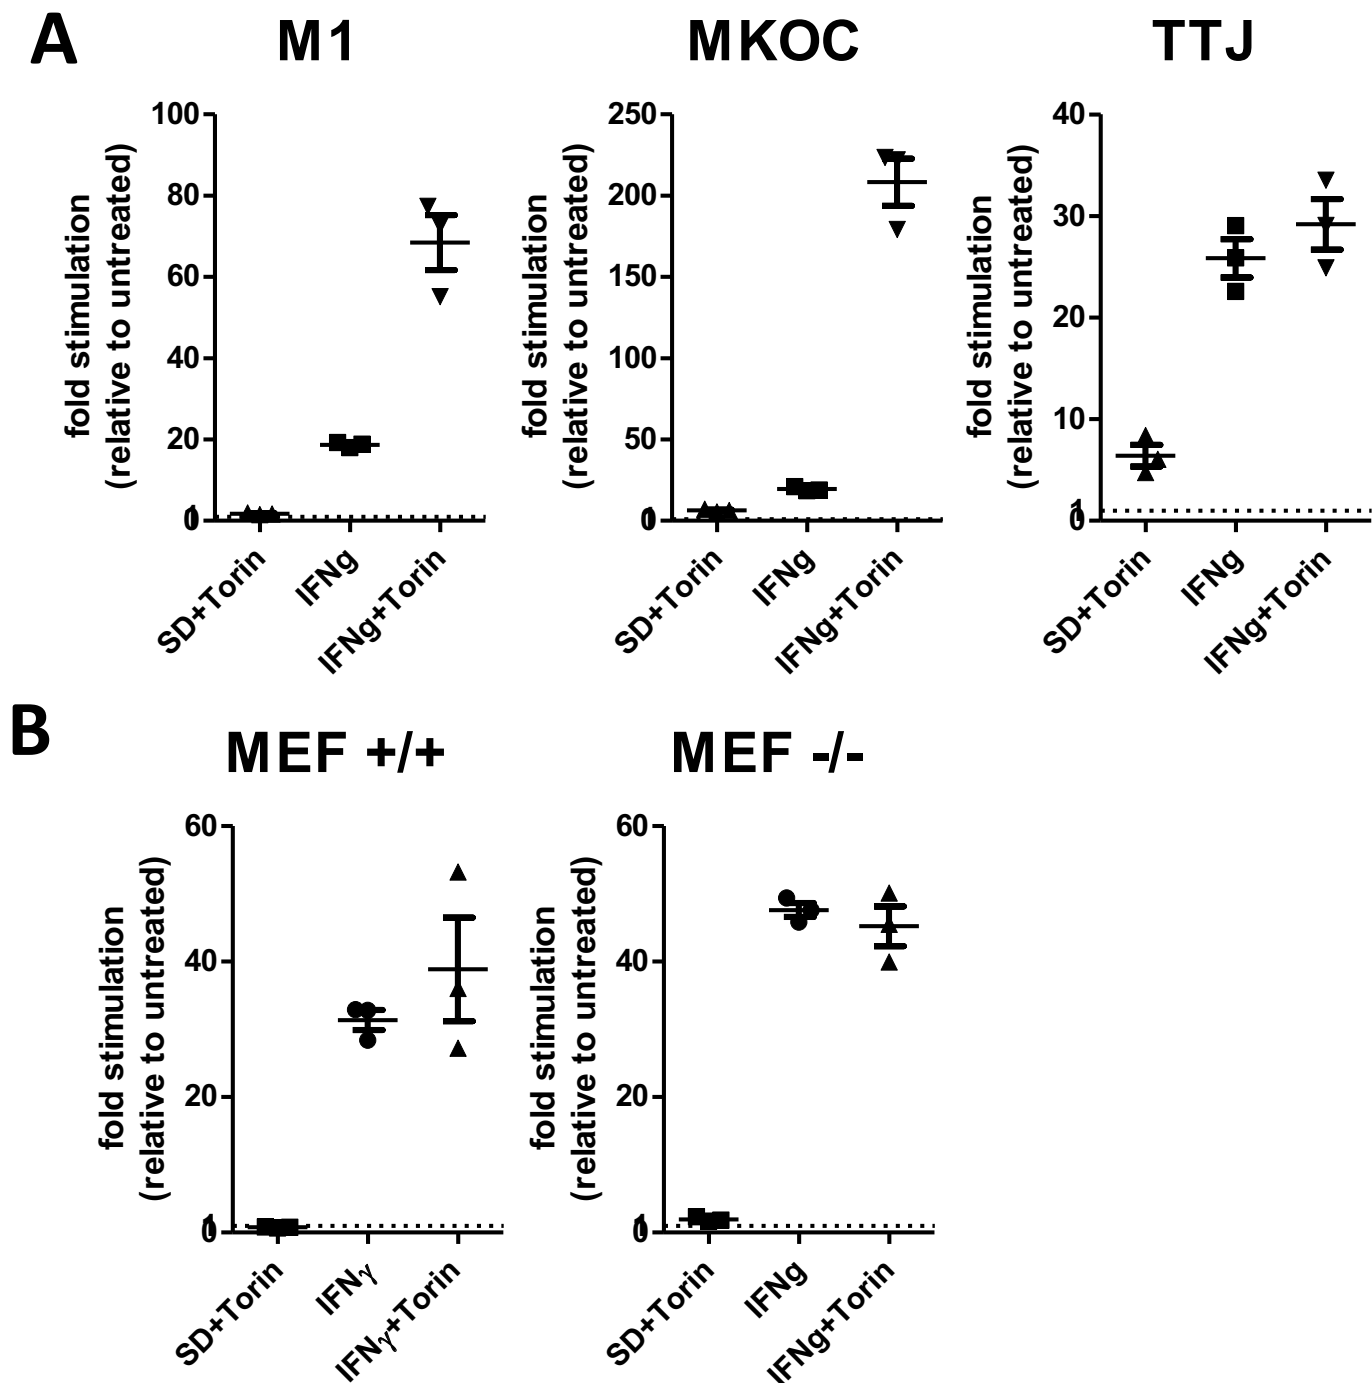 A
M1
MKOC
TTJ
fold stimulation
(relative to untreated)
100
80
60
40
20
1
0
SD+Torin
IFNg
IFNg+Torin
fold stimulation
(relative to untreated)
250
200
150
100
50
1
0
SD+Torin
IFNg
IFNg+Torin
fold stimulation
(relative to untreated)
40
30
20
10
1
0
SD+Torin
IFNg
IFNg+Torin
B
MEF +/+
MEF -/-
fold stimulation
(relative to untreated)
60
40
20
1
0
SD+Torin
IFNγ
IFNγ+Torin
fold stimulation
(relative to untreated)
60
40
20
1
0
SD+Torin
IFNg
IFNg+Torin